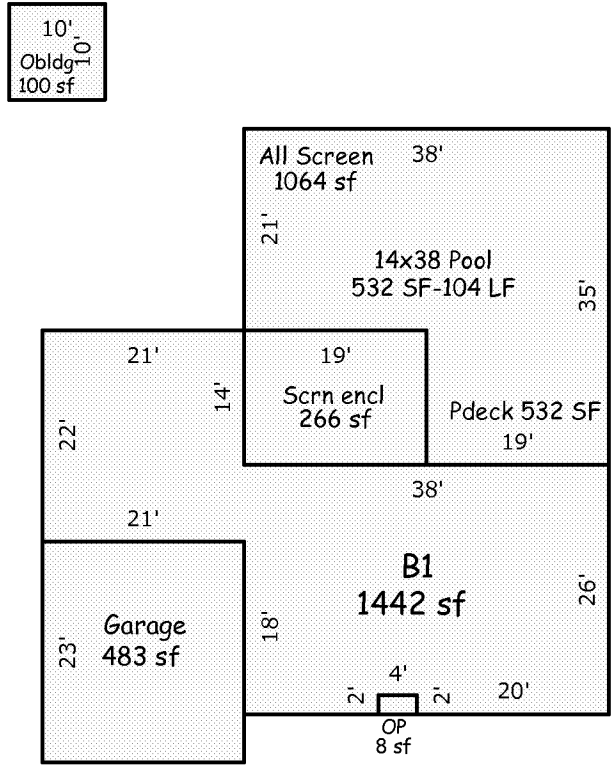 10'
10'
Obldg
100 sf
All Screen
1064 sf
38'
21'
14x38 Pool
532 SF-104 LF
35'
21'
19'
14'
Scrn encl
266 sf
Pdeck 532 SF
19'
22'
38'
21'
B1
1442 sf
26'
Garage
483 sf
18'
23'
4'
2'
2'
20'
OP
8 sf